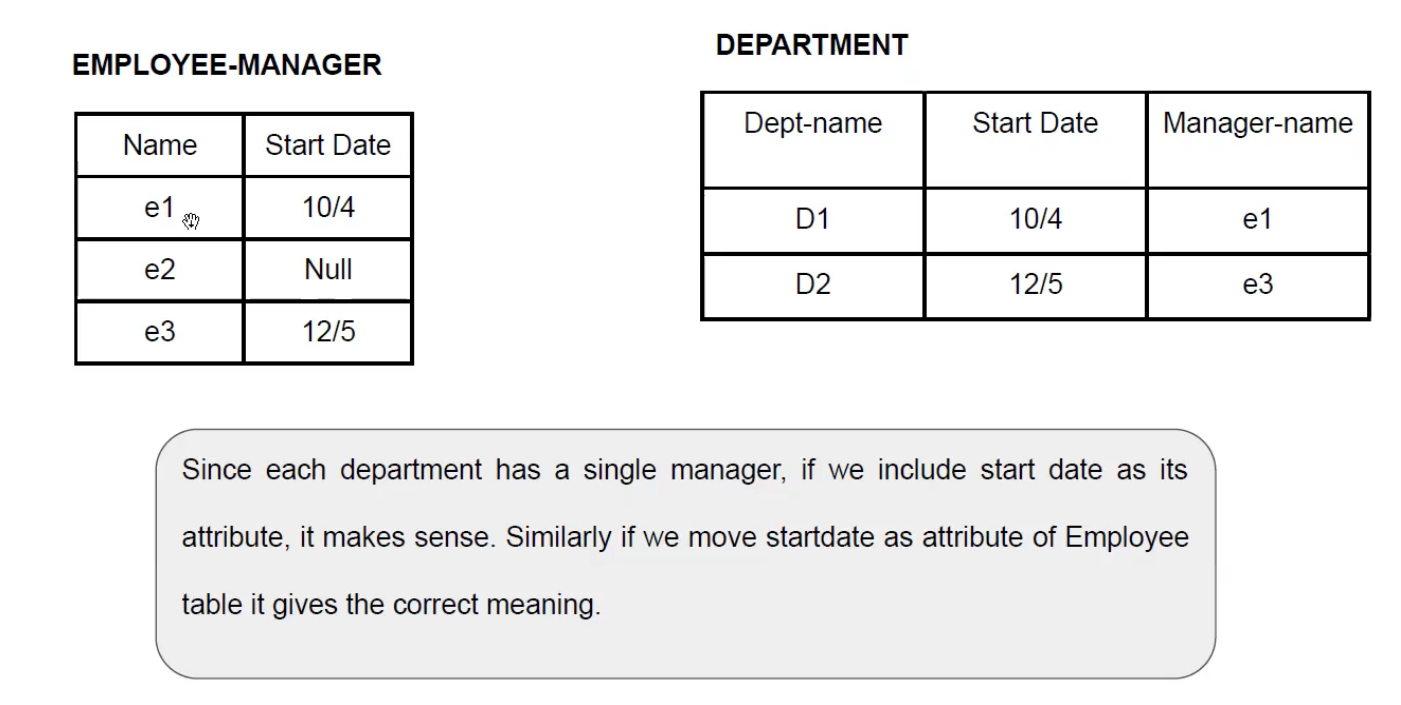 EMPLOYEE-MANAGER
Name Start Date
e1 10/4
e2 Null
e3 12/5
DEPARTMENT
Dept-name Start Date Manager-name
D1 10/4 e1
D2 12/5 e3
Since each department has a single manager, if we include start date as its
attribute, it makes sense. Similarly if we move startdate as attribute of Employee
table it gives the correct meaning.